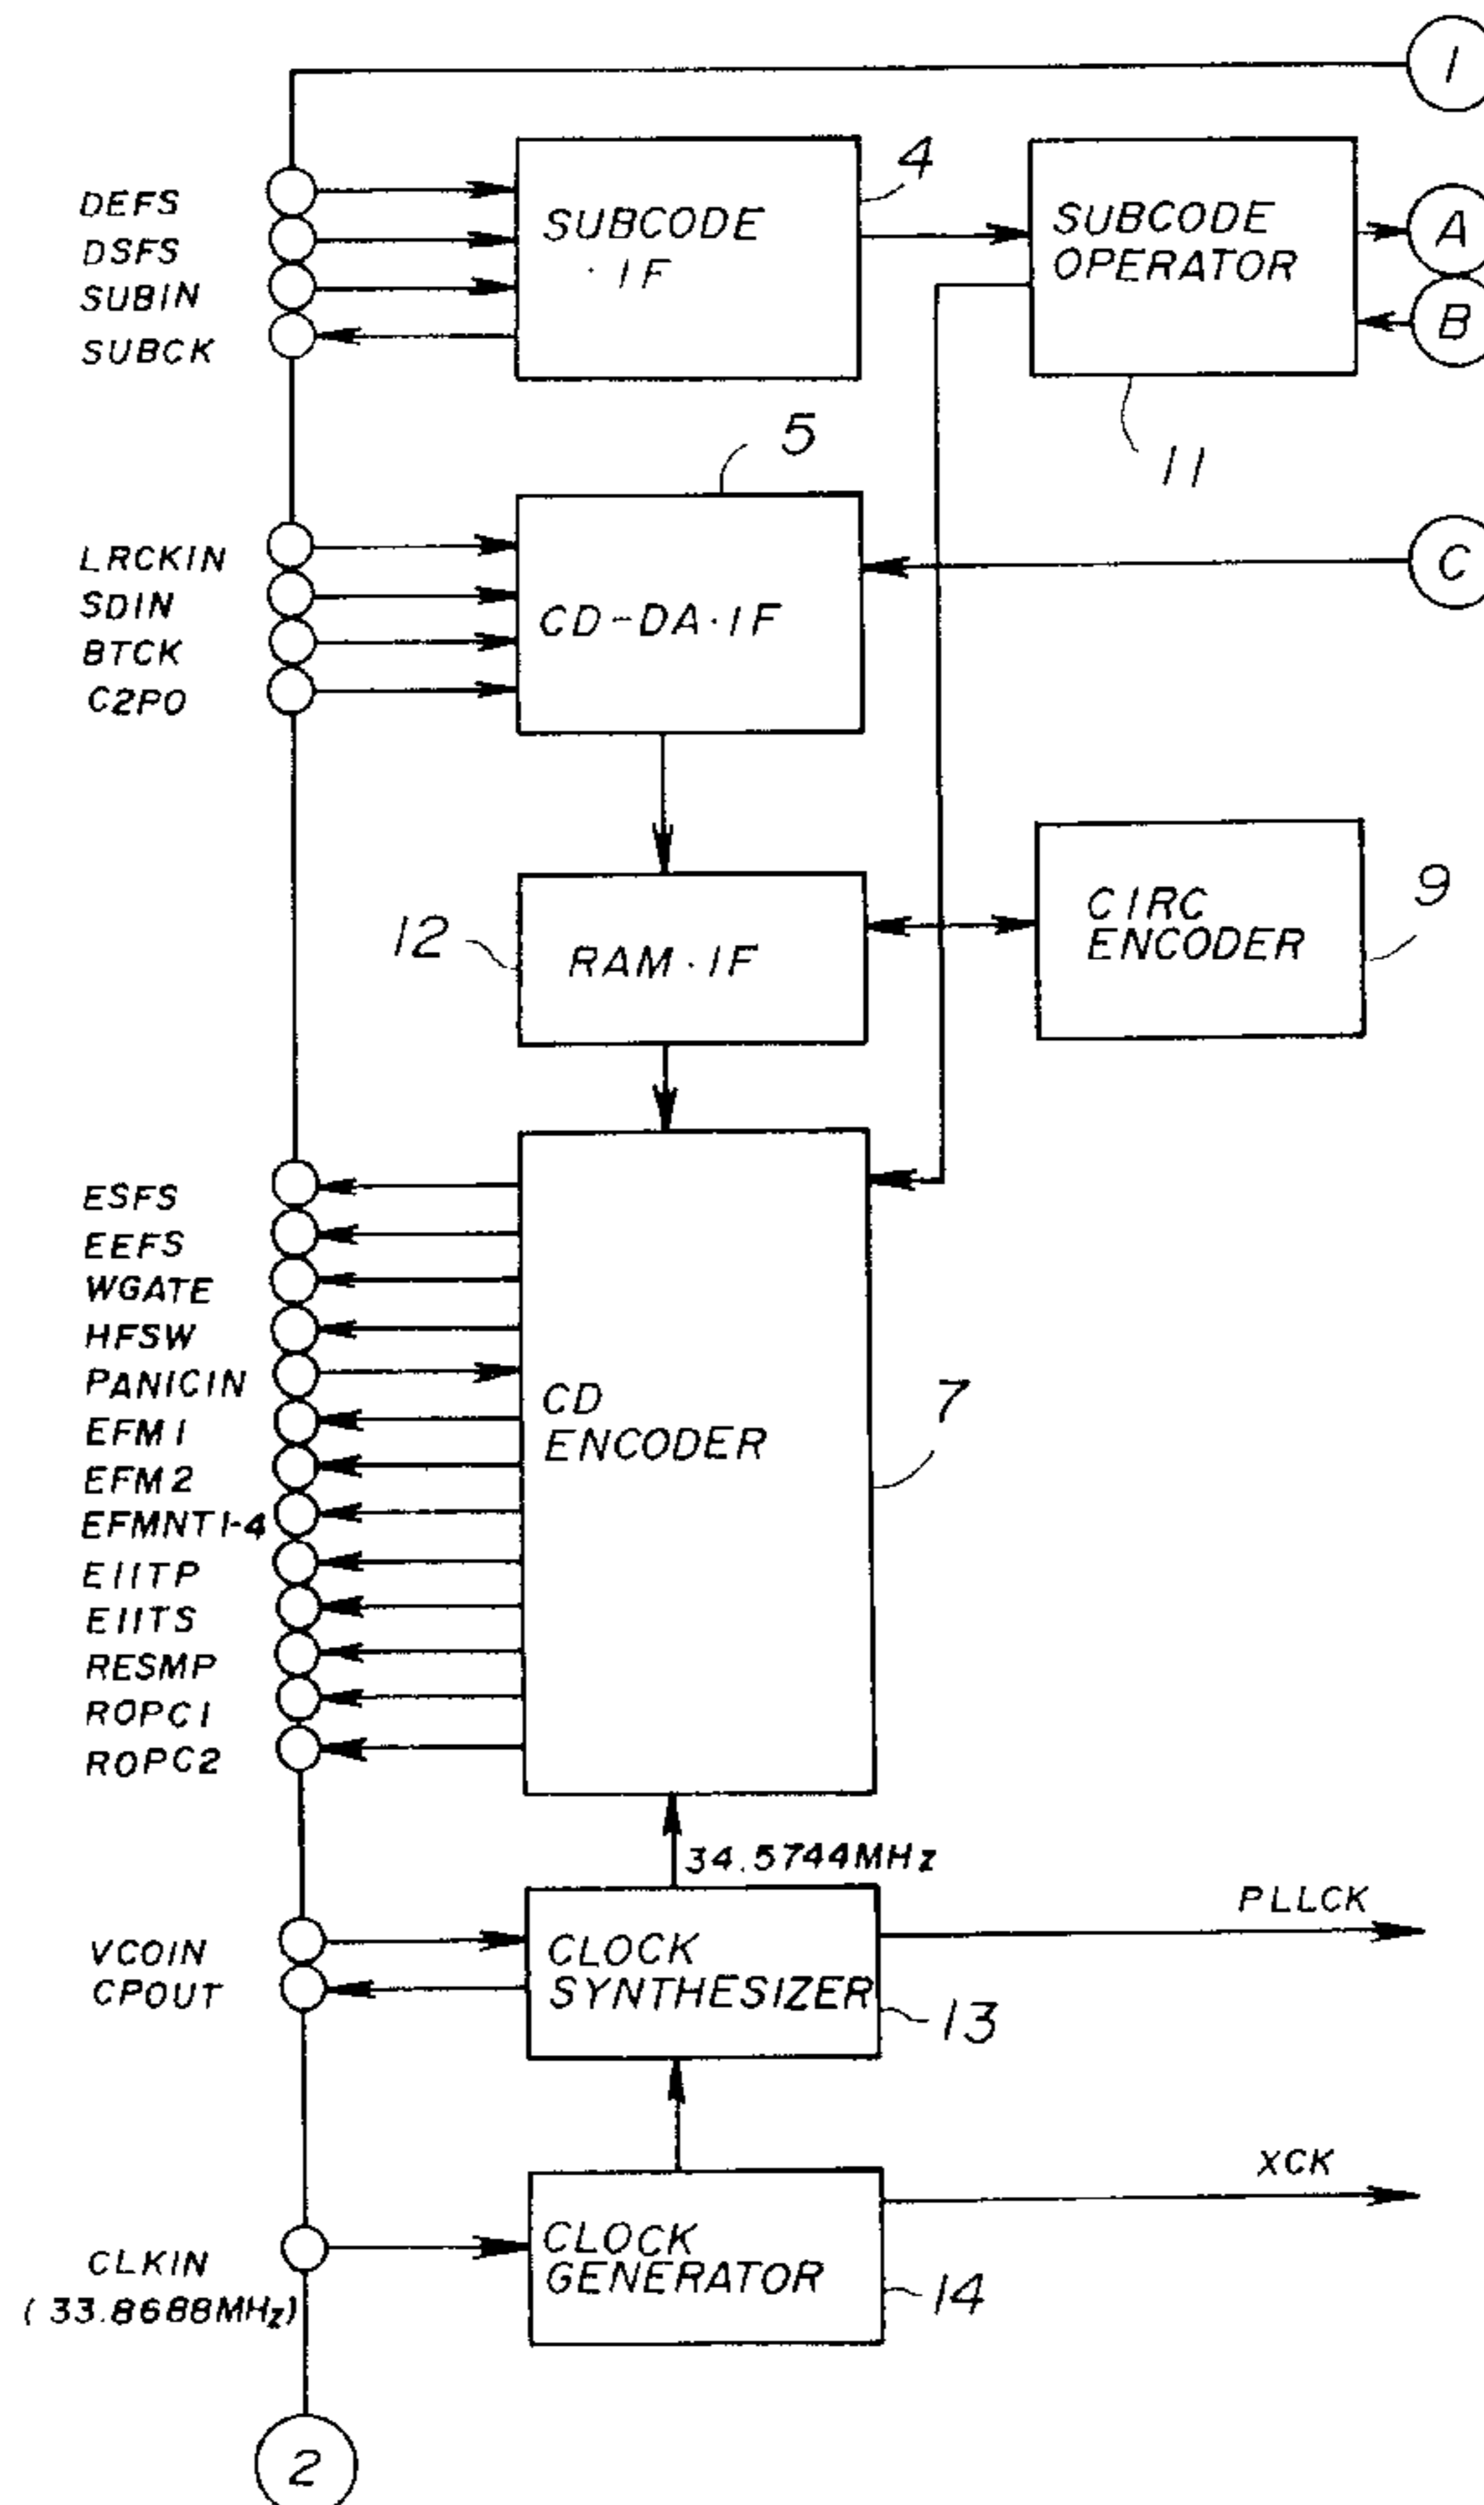 1
4
DEFS
DSFS
SUBIN
SUBCK
SUBCODE
·IF
SUBCODE
OPERATOR
A
B
11
5
LRCKIN
SDIN
BTCK
C2PO
CD-DA·IF
C
12
RAM·IF
CIRC
ENCODER
9
ESFS
EEFS
WGATE
HFSW
PANICIN
EFM1
EFM2
EFMNT1-4
EIITP
EIITS
RESMP
ROPC1
ROPC2
CD
ENCODER
7
34.5744MHz
VCOIN
CPOUT
CLOCK
SYNTHESIZER
PLLCK
13
XCK
CLKIN
(33.8688MHz)
CLOCK
GENERATOR
14
2